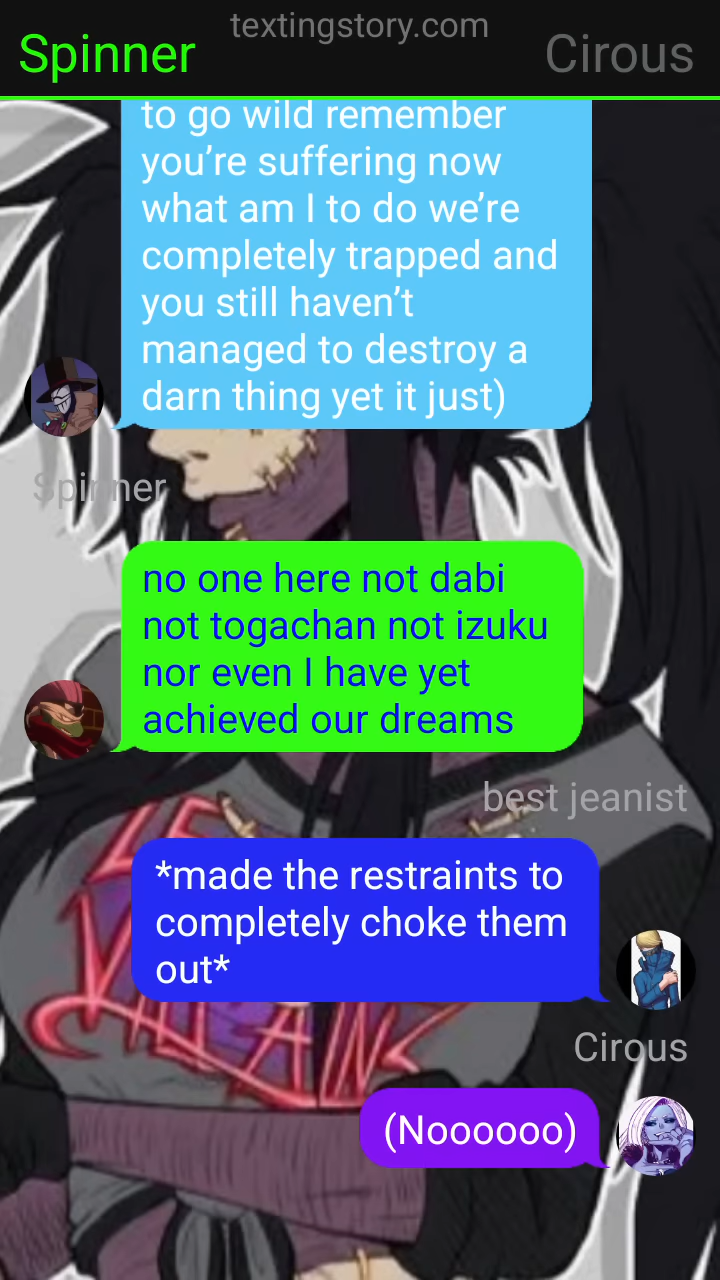 textingstory.com
Spinner
Cirous
to go wild remember
you're suffering now
what am I to do we're
completely trapped and
you still haven't
managed to destroy a
darn thing yet it just)
Spinner
no one here not dabi
not togachan not izuku
nor even I have yet
achieved our dreams
best jeanist
*made the restraints to
completely choke them
out*
Cirous
(Noooooo)
LE
VILLAINS